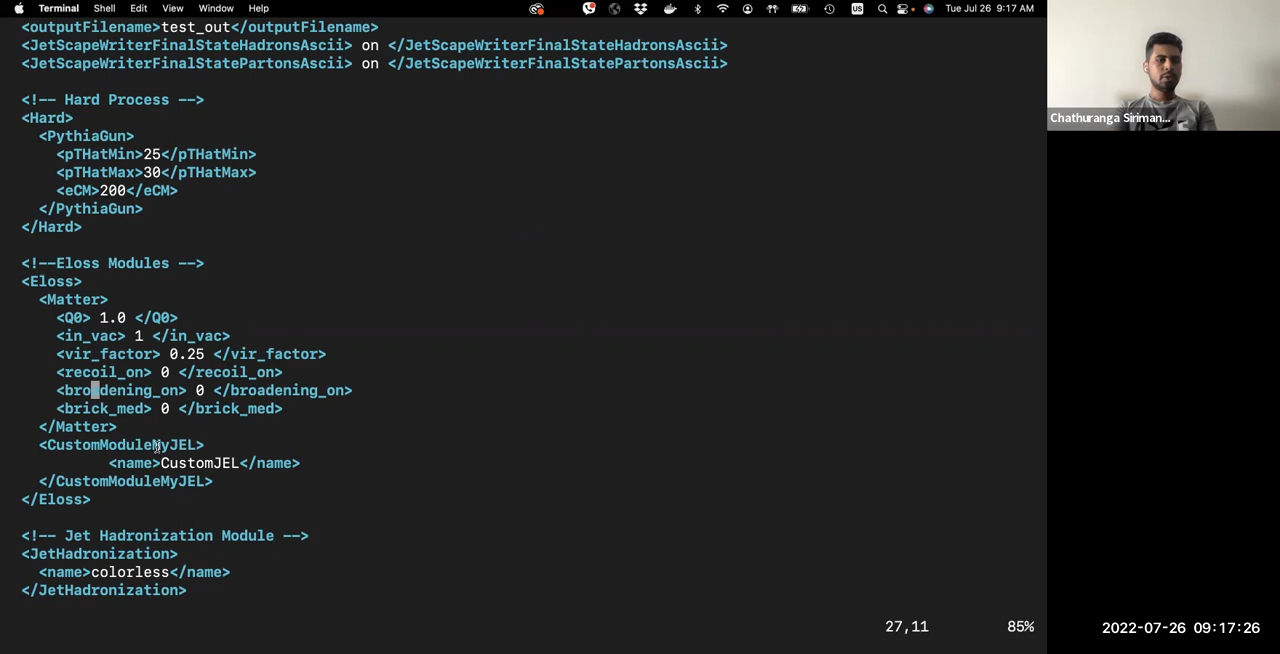 Terminal Shell Edit View Window Help US Tue Jul 26 9:17 AM
<outputFilename>test_out</outputFilename>
<JetScapeWriterFinalStateHadronsAscii> on </JetScapeWriterFinalStateHadronsAscii>
<JetScapeWriterFinalStatePartonsAscii> on </JetScapeWriterFinalStatePartonsAscii>
<!-- Hard Process -->
<Hard>
<PythiaGun>
<pTHatMin>25</pTHatMin>
<pTHatMax>30</pTHatMax>
<eCM>200</eCM>
</PythiaGun>
</Hard>
<!--Eloss Modules -->
<Eloss>
<Matter>
<Q0> 1.0 </Q0>
<in_vac> 1 </in_vac>
<vir_factor> 0.25 </vir_factor>
<recoil_on> 0 </recoil_on>
<broadening_on> 0 </broadening_on>
<brick_med> 0 </brick_med>
</Matter>
<CustomModuleMyJEL>
<name>CustomJEL</name>
</CustomModuleMyJEL>
</Eloss>
<!-- Jet Hadronization Module -->
<JetHadronization>
<name>colorless</name>
</JetHadronization>
27,11 85%
Chathuranga Siriman...
2022-07-26 09:17:26